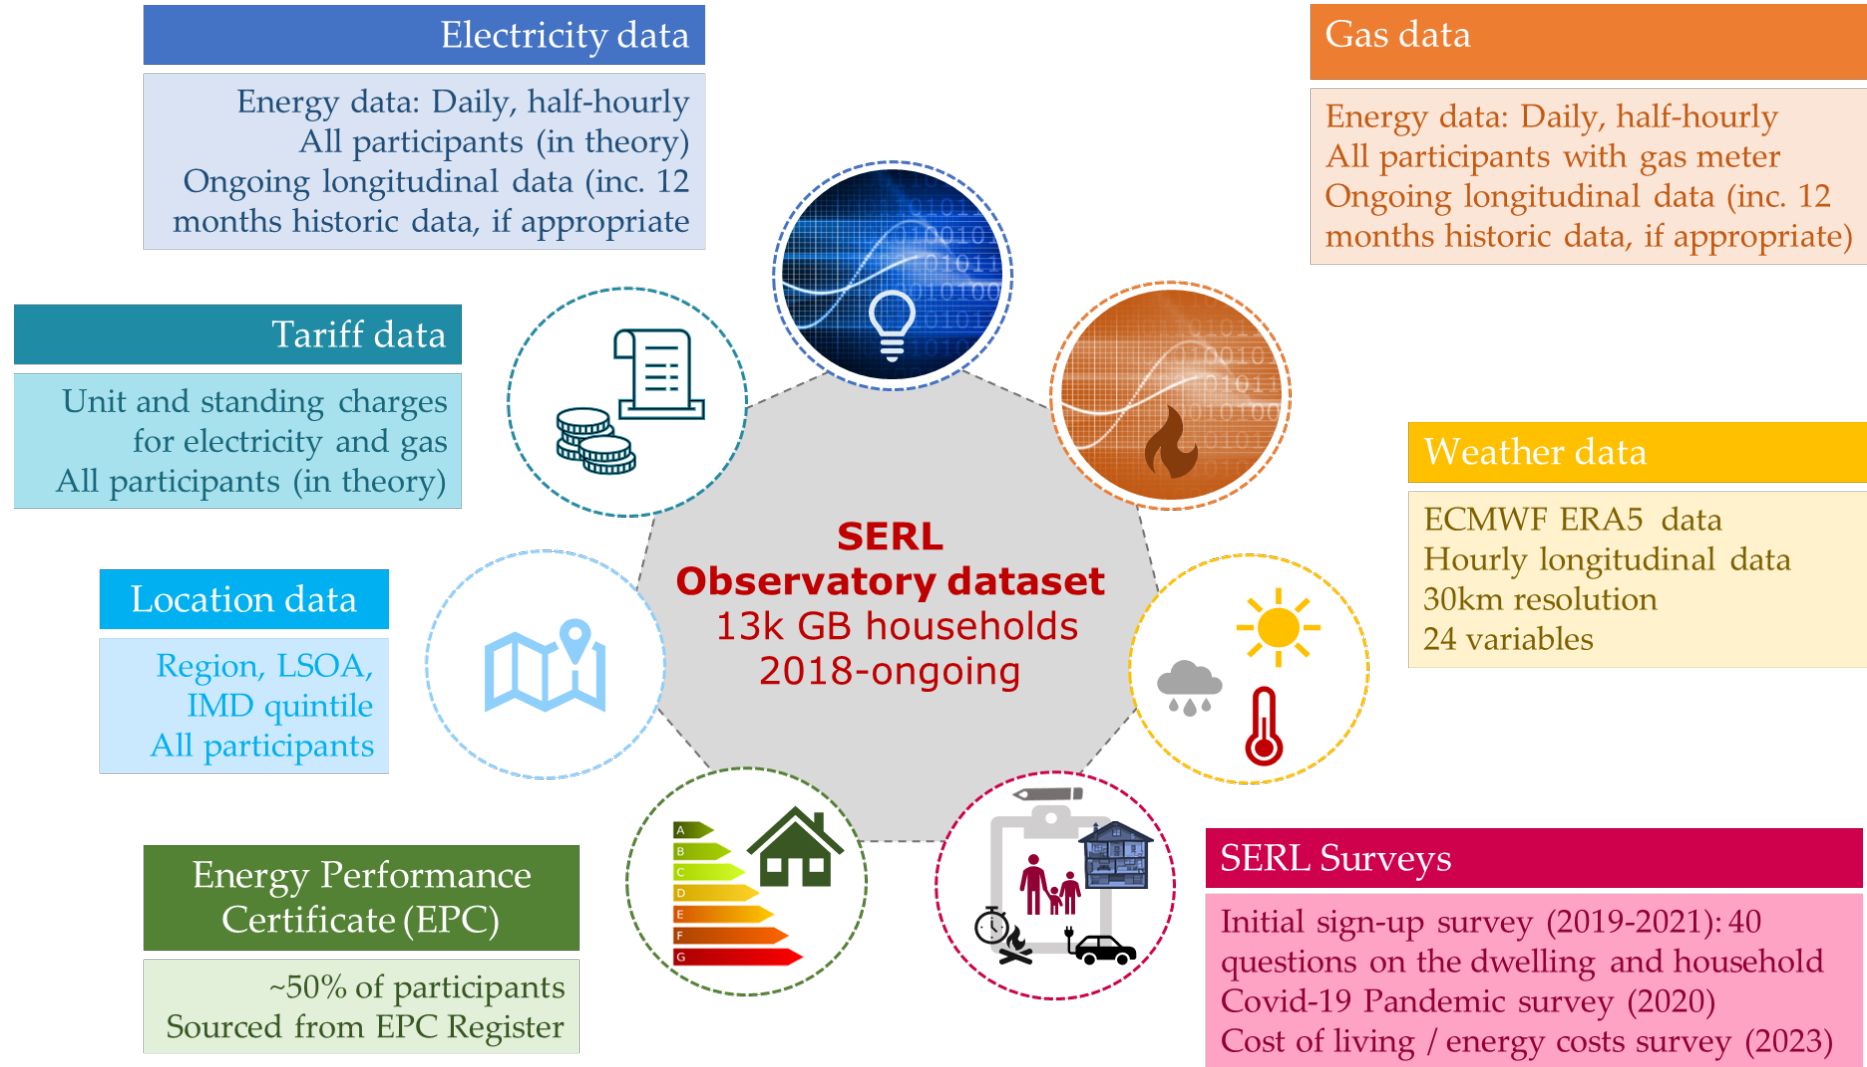 Electricity data
Energy data: Daily, half-hourly
All participants (in theory)
Ongoing longitudinal data (inc. 12
months historic data, if appropriate
Gas data
Energy data: Daily, half-hourly
All participants with gas meter
Ongoing longitudinal data (inc. 12
months historic data, if appropriate)
Tariff data
Unit and standing charges
for electricity and gas
All participants (in theory)
Weather data
ECMWF ERA5 data
Hourly longitudinal data
30km resolution
24 variables
SERL
Observatory dataset
13k GB households
2018-ongoing
Location data
Region, LSOA,
IMD quintile
All participants
Energy Performance
Certificate (EPC)
~50% of participants
Sourced from EPC Register
A
B
C
D
E
F
G
SERL Surveys
Initial sign-up survey (2019-2021): 40
questions on the dwelling and household
Covid-19 Pandemic survey (2020)
Cost of living / energy costs survey (2023)